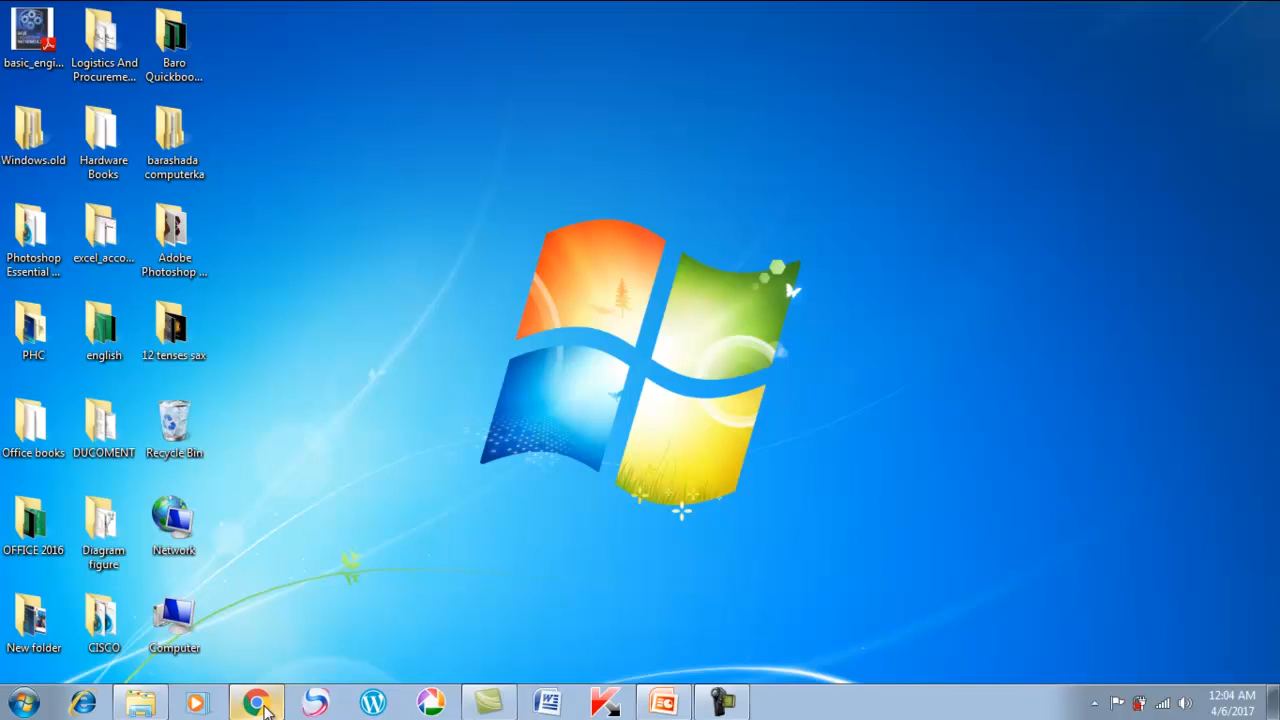 basic_engi...
Logistics And
Procureme...
Baro
Quickboo...
Windows.old
Hardware
Books
barashada
computerka
Photoshop
Essential ...
excel_acco...
Adobe
Photoshop ...
PHC
english
12 tenses sax
Office books
DUCOMENT
Recycle Bin
OFFICE 2016
Diagram
figure
Network
New folder
CISCO
Computer
12:04 AM
4/6/2017